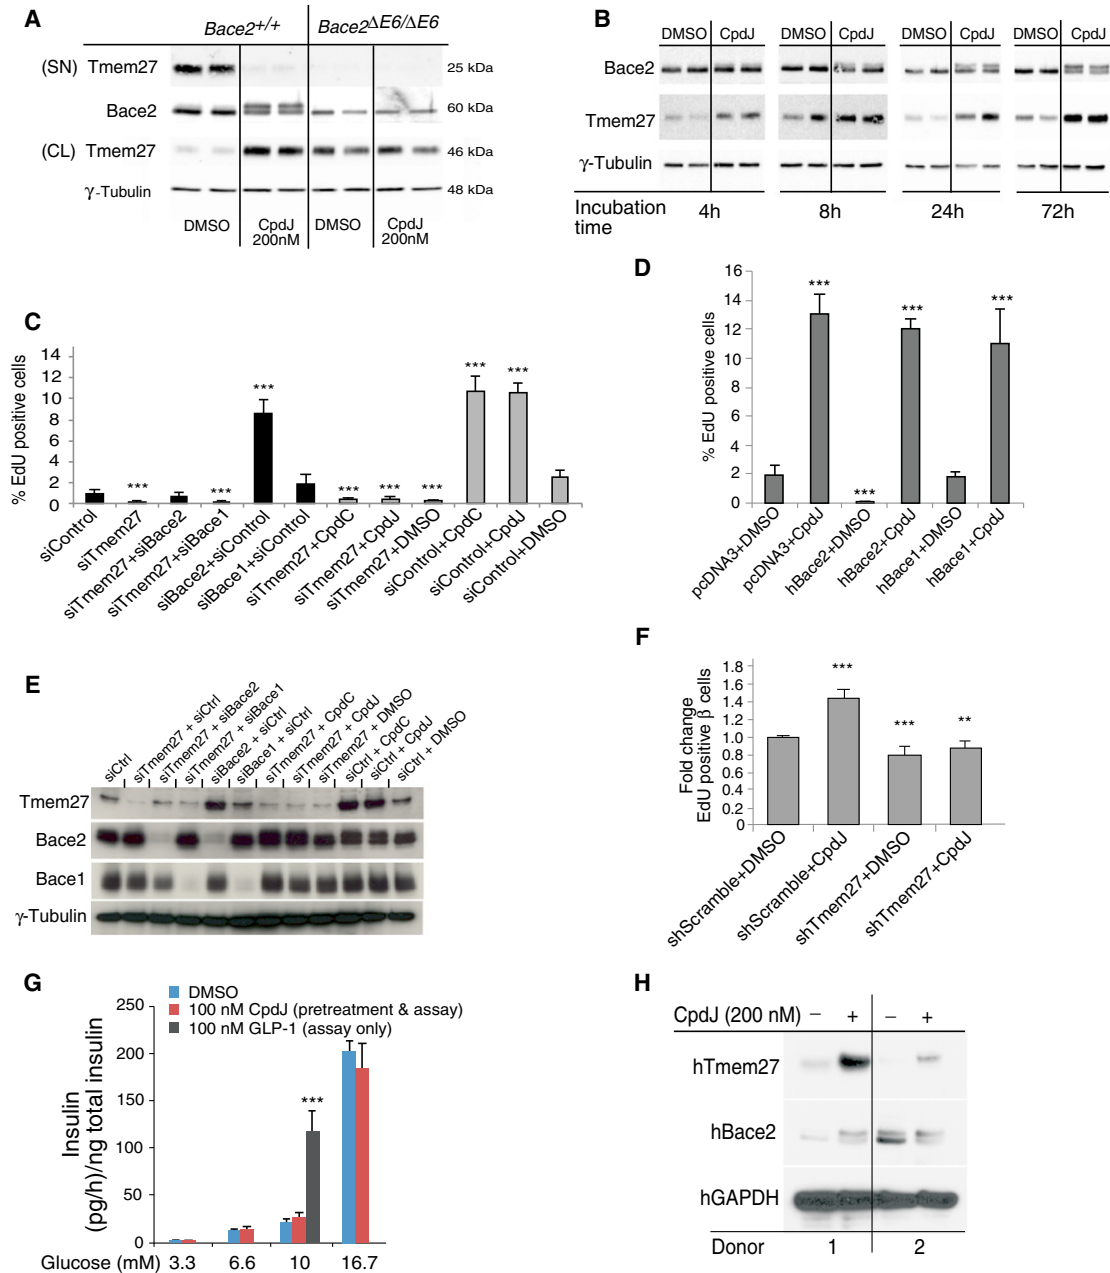 A
Bace2+/+ Bace2ΔE6/ΔE6
(SN) Tmem27 25 kDa
Bace2 60 kDa
(CL) Tmem27 46 kDa
γ-Tubulin 48 kDa
DMSO CpdJ 200nM DMSO CpdJ 200nM
B
DMSO CpdJ DMSO CpdJ DMSO CpdJ DMSO CpdJ
Bace2
Tmem27
γ-Tubulin
Incubation time 4h 8h 24h 72h
C
% EdU positive cells
14
12
10
8
6
4
2
0
*** *** *** *** *** *** *** ***
siControl
siTmem27
siTmem27+siBace2
siTmem27+siBace1
siBace2+siControl
siBace1+siControl
siTmem27+CpdC
siTmem27+CpdJ
siTmem27+DMSO
siControl+CpdC
siControl+CpdJ
siControl+DMSO
D
% EdU positive cells
16
14
12
10
8
6
4
2
0
*** *** *** ***
pcDNA3+DMSO
pcDNA3+CpdJ
hBace2+DMSO
hBace2+CpdJ
hBace1+DMSO
hBace1+CpdJ
E
siCtrl
siTmem27 + siCtrl
siTmem27 + siBace2
siTmem27 + siBace1
siBace2 + siCtrl
siBace1 + siCtrl
siTmem27 + CpdC
siTmem27 + CpdJ
siTmem27 + DMSO
siCtrl + CpdC
siCtrl + CpdJ
siCtrl + DMSO
Tmem27
Bace2
Bace1
γ-Tubulin
F
Fold change
EdU positive β cells
1.8
1.6
1.4
1.2
1.0
0.8
0.6
0.4
0.2
0
*** *** **
shScramble+DMSO
shScramble+CpdJ
shTmem27+DMSO
shTmem27+CpdJ
G
DMSO
100 nM CpdJ (pretreatment & assay)
100 nM GLP-1 (assay only)
Insulin
(pg/h)/ng total insulin
250
200
150
100
50
0
***
Glucose (mM) 3.3 6.6 10 16.7
H
CpdJ (200 nM) – + – +
hTmem27
hBace2
hGAPDH
Donor 1 2